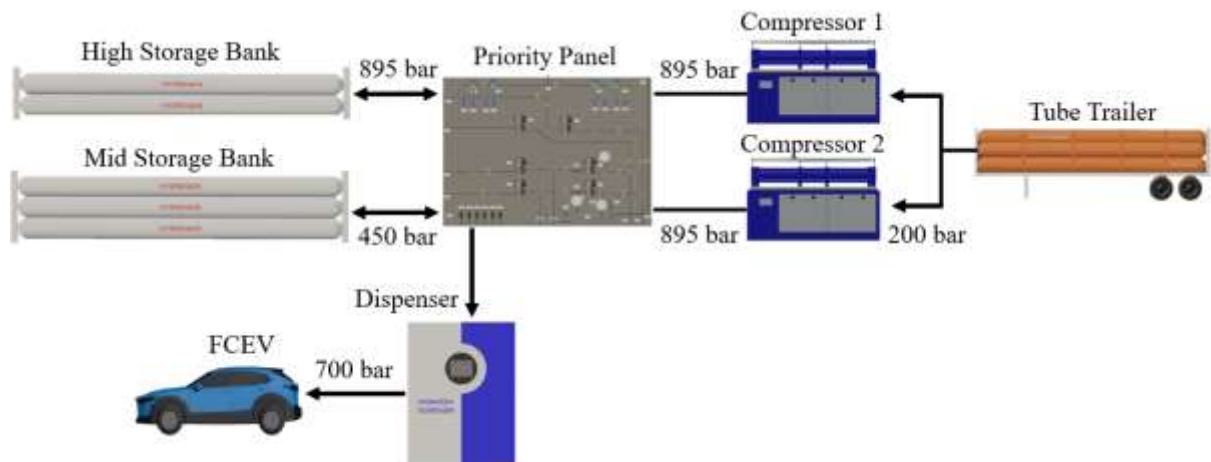 Compressor 1
High Storage Bank
Priority Panel
895 bar
895 bar
Tube Trailer
Mid Storage Bank
Compressor 2
450 bar
895 bar
200 bar
Dispenser
FCEV
700 bar